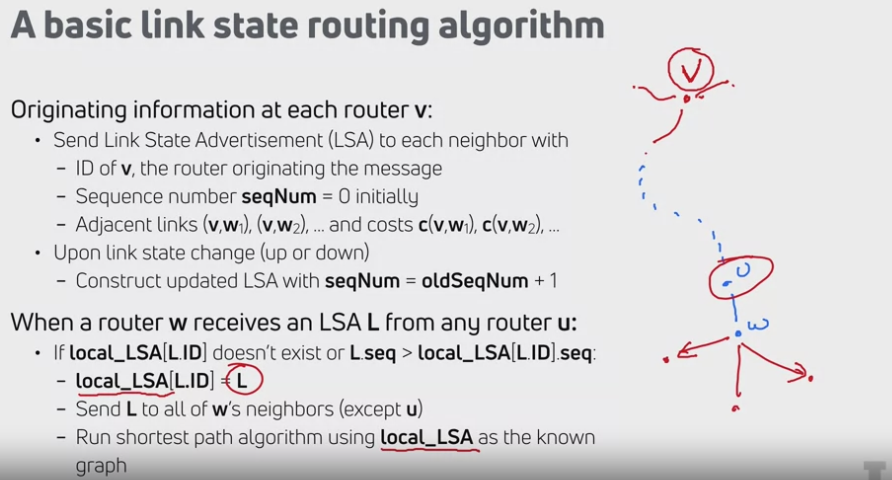 A basic link state routing algorithm
Originating information at each router v:
• Send Link State Advertisement (LSA) to each neighbor with
– ID of v, the router originating the message
– Sequence number seqNum = 0 initially
– Adjacent links (v,w₁), (v,w₂), ... and costs c(v,w₁), c(v,w₂), ...
• Upon link state change (up or down)
– Construct updated LSA with seqNum = oldSeqNum + 1
When a router w receives an LSA L from any router u:
• If local_LSA[L.ID] doesn't exist or L.seq > local_LSA[L.ID].seq:
– local_LSA[L.ID] = L
– Send L to all of w's neighbors (except u)
– Run shortest path algorithm using local_LSA as the known
graph
V
U
w